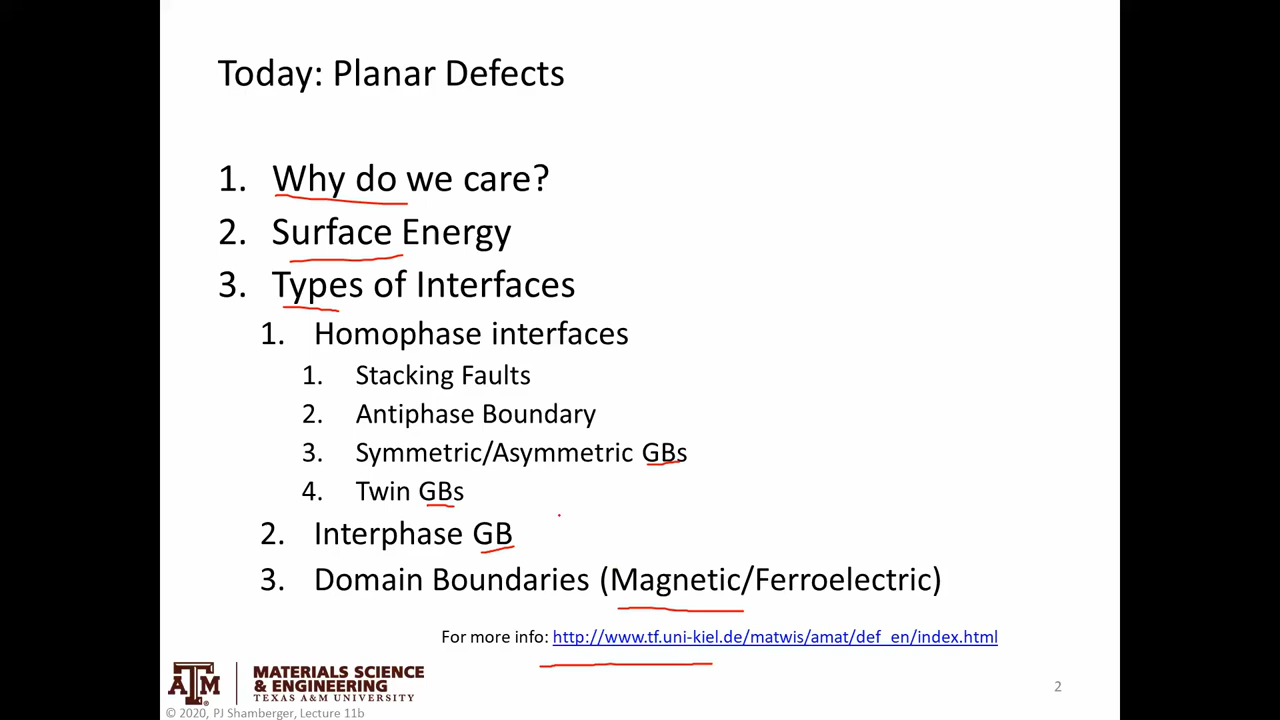 Today: Planar Defects
1. Why do we care?
2. Surface Energy
3. Types of Interfaces
1. Homophase interfaces
1. Stacking Faults
2. Antiphase Boundary
3. Symmetric/Asymmetric GBs
4. Twin GBs
2. Interphase GB
3. Domain Boundaries (Magnetic/Ferroelectric)
For more info: http://www.tf.uni-kiel.de/matwis/amat/def_en/index.html
ATM MATERIALS SCIENCE
& ENGINEERING
TEXAS A&M UNIVERSITY
2
© 2020, PJ Shamberger, Lecture 11b